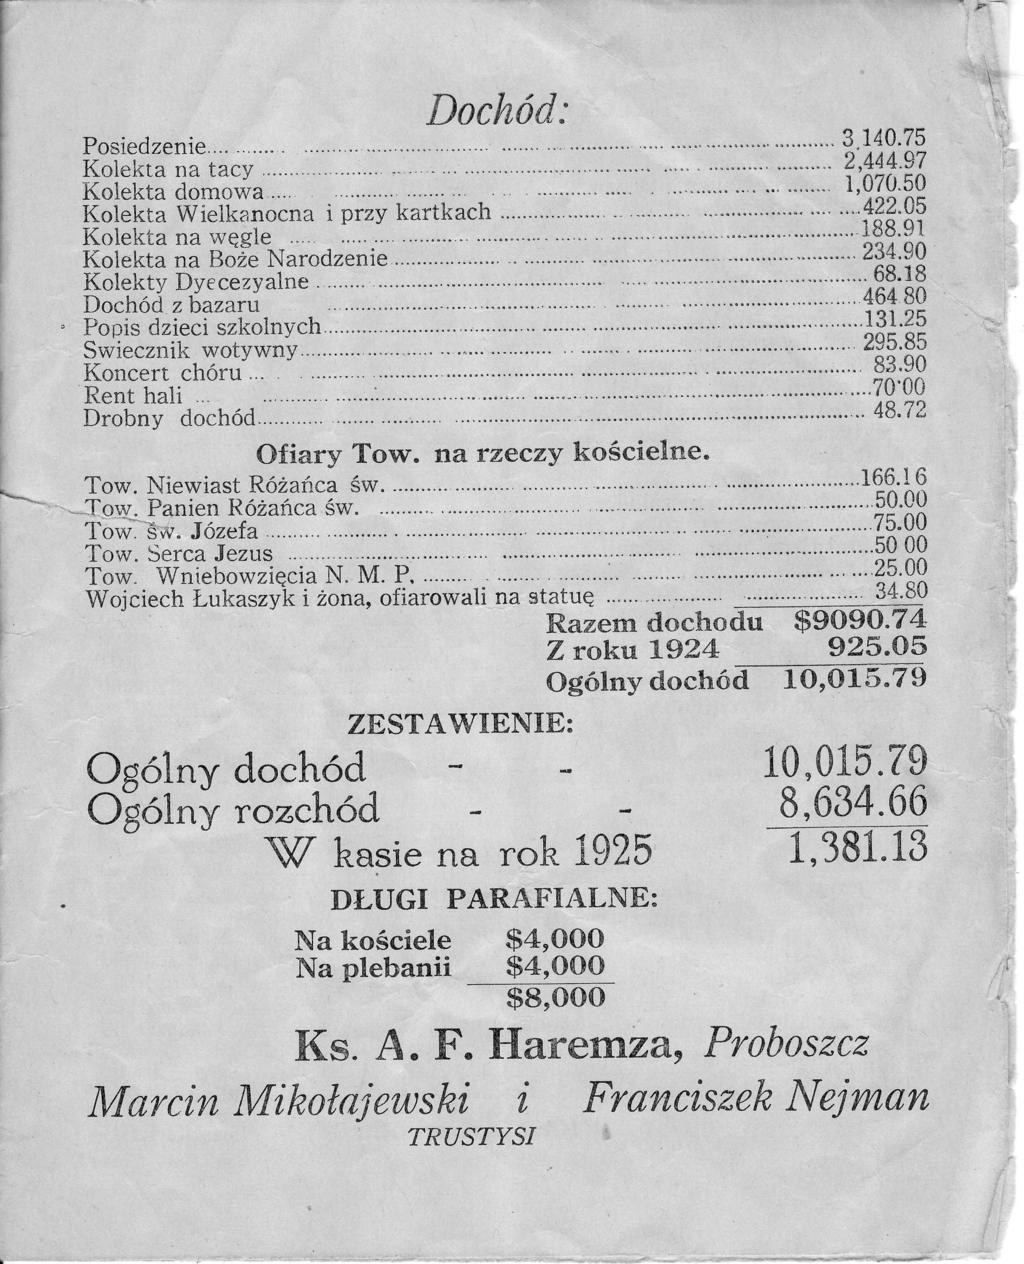 Dochód:
Posiedzenie 3,140.75
Kolekta na tacy 2,444.97
Kolekta domowa 1,070.50
Kolekta Wielkanocna i przy kartkach 422.05
Kolekta na węgle 188.91
Kolekta na Boże Narodzenie 234.90
Kolekty Dyecezyalne 68.18
Dochód z bazaru 464 80
Popis dzieci szkolnych 131.25
Swiecznik wotywny 295.85
Koncert chóru 83.90
Rent hali 70'00
Drobny dochód 48.72
Ofiary Tow. na rzeczy kościelne.
Tow. Niewiast Różańca św. 166.16
Tow. Panien Różańca św. 50.00
Tow. św. Józefa 75.00
Tow. Serca Jezus 50 00
Tow. Wniebowzięcia N. M. P. 25.00
Wojciech Łukaszyk i żona, ofiarowali na statuę 34.80
Razem dochodu $9090.74
Z roku 1924 925.05
Ogólny dochód 10,015.79
ZESTAWIENIE:
Ogólny dochód - - 10,015.79
Ogólny rozchód - - 8,634.66
W kasie na rok 1925 1,381.13
DŁUGI PARAFIALNE:
Na kościele $4,000
Na plebanii $4,000
$8,000
Ks. A. F. Haremza, Proboszcz
Marcin Mikołajewski i Franciszek Nejman
TRUSTYSI